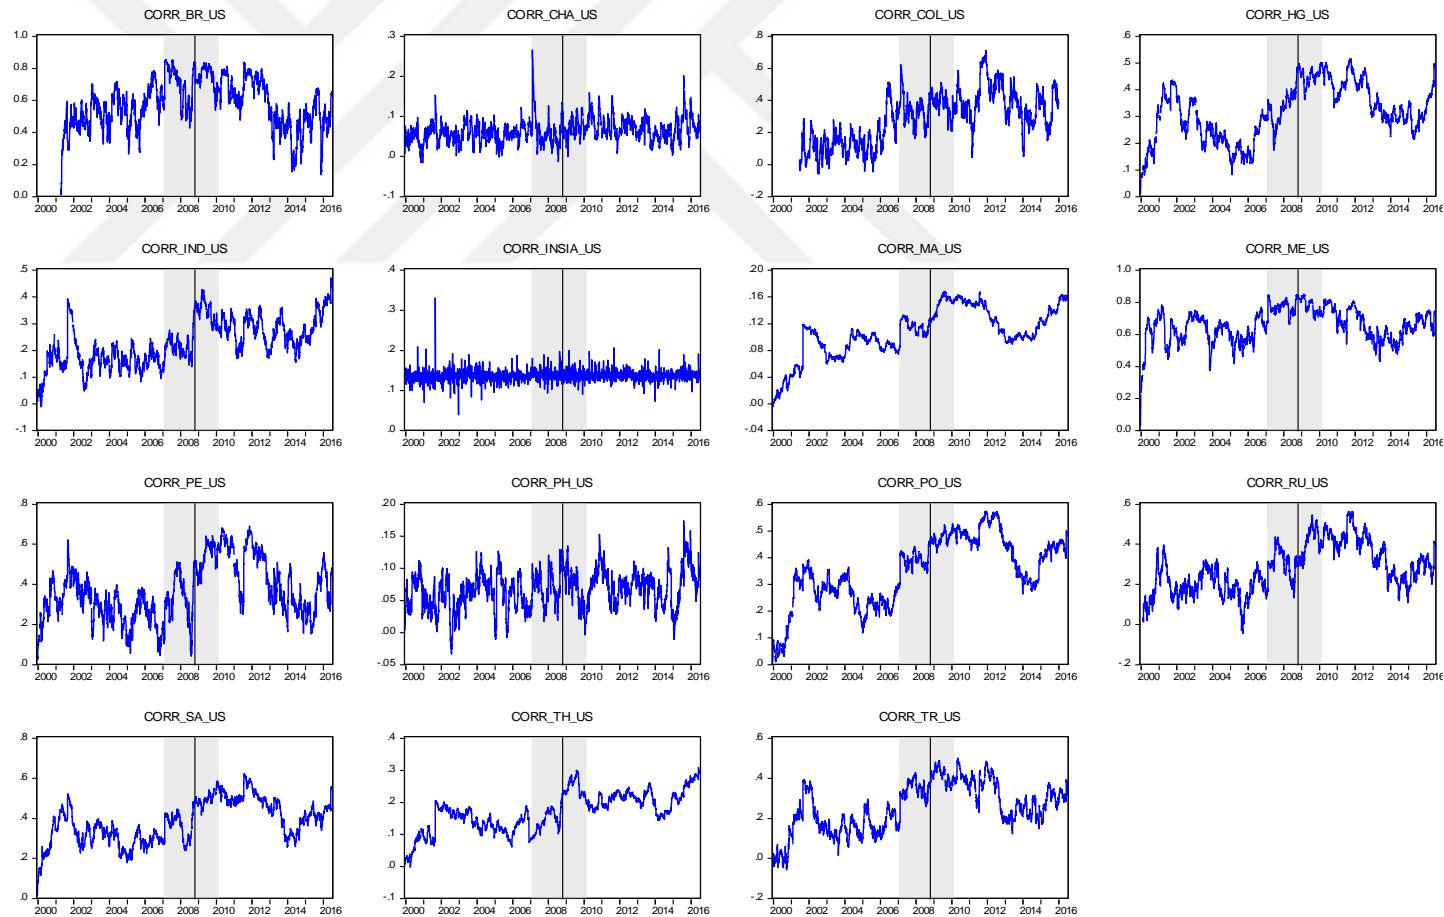 CORR_BR_US
1.0
0.8
0.6
0.4
0.2
0.0
2000 2002 2004 2006 2008 2010 2012 2014 2016
CORR_CHA_US
.3
.2
.1
.0
-.1
2000 2002 2004 2006 2008 2010 2012 2014 2016
CORR_COL_US
.8
.6
.4
.2
.0
-.2
2000 2002 2004 2006 2008 2010 2012 2014 2016
CORR_HG_US
.6
.5
.4
.3
.2
.1
.0
2000 2002 2004 2006 2008 2010 2012 2014 2016
CORR_IND_US
.5
.4
.3
.2
.1
.0
-.1
2000 2002 2004 2006 2008 2010 2012 2014 2016
CORR_INSIA_US
.4
.3
.2
.1
.0
2000 2002 2004 2006 2008 2010 2012 2014 2016
CORR_MA_US
.20
.16
.12
.08
.04
.00
-.04
2000 2002 2004 2006 2008 2010 2012 2014 2016
CORR_ME_US
1.0
0.8
0.6
0.4
0.2
0.0
2000 2002 2004 2006 2008 2010 2012 2014 2016
CORR_PE_US
.8
.6
.4
.2
.0
2000 2002 2004 2006 2008 2010 2012 2014 2016
CORR_PH_US
.20
.15
.10
.05
.00
-.05
2000 2002 2004 2006 2008 2010 2012 2014 2016
CORR_PO_US
.6
.5
.4
.3
.2
.1
.0
2000 2002 2004 2006 2008 2010 2012 2014 2016
CORR_RU_US
.6
.4
.2
.0
-.2
2000 2002 2004 2006 2008 2010 2012 2014 2016
CORR_SA_US
.8
.6
.4
.2
.0
2000 2002 2004 2006 2008 2010 2012 2014 2016
CORR_TH_US
.4
.3
.2
.1
.0
-.1
2000 2002 2004 2006 2008 2010 2012 2014 2016
CORR_TR_US
.6
.4
.2
.0
-.2
2000 2002 2004 2006 2008 2010 2012 2014 2016